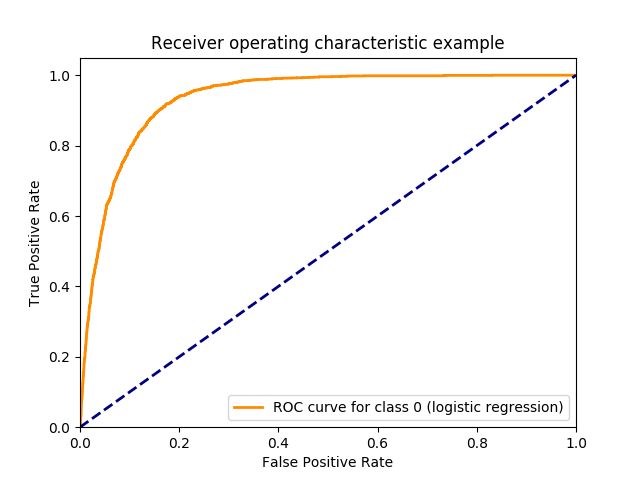 Receiver operating characteristic example
1.0
0.8
0.6
0.4
0.2
0.0
True Positive Rate
ROC curve for class 0 (logistic regression)
0.0 0.2 0.4 0.6 0.8 1.0
False Positive Rate